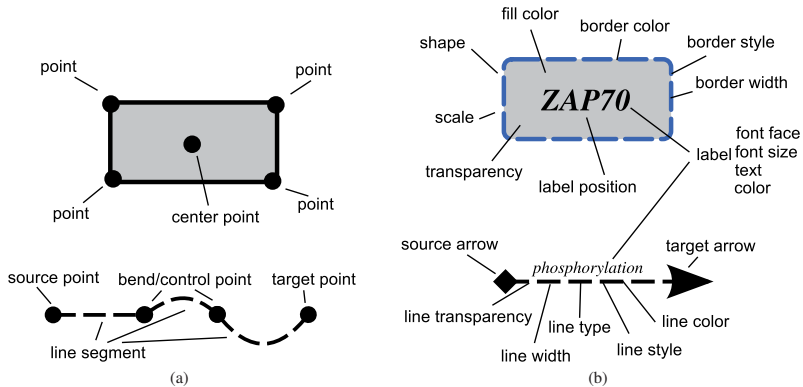 point
point
point
center point
point
source point
bend/control point
target point
line segment
(a)
fill color
border color
shape
border style
border width
ZAP70
scale
transparency
label position
label
font face
font size
text
color
source arrow
target arrow
phosphorylation
line transparency
line type
line color
line width
line style
(b)